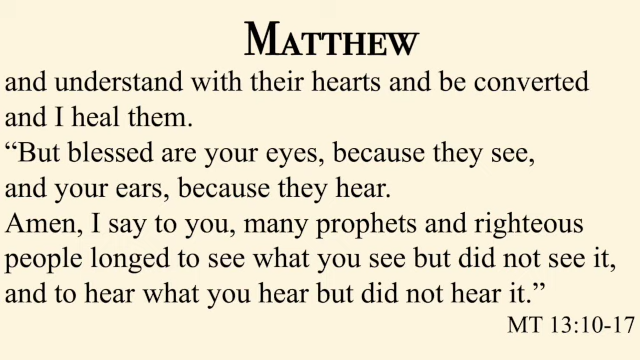 MATTHEW
and understand with their hearts and be converted
and I heal them.
“But blessed are your eyes, because they see,
and your ears, because they hear.
Amen, I say to you, many prophets and righteous
people longed to see what you see but did not see it,
and to hear what you hear but did not hear it.”
MT 13:10-17